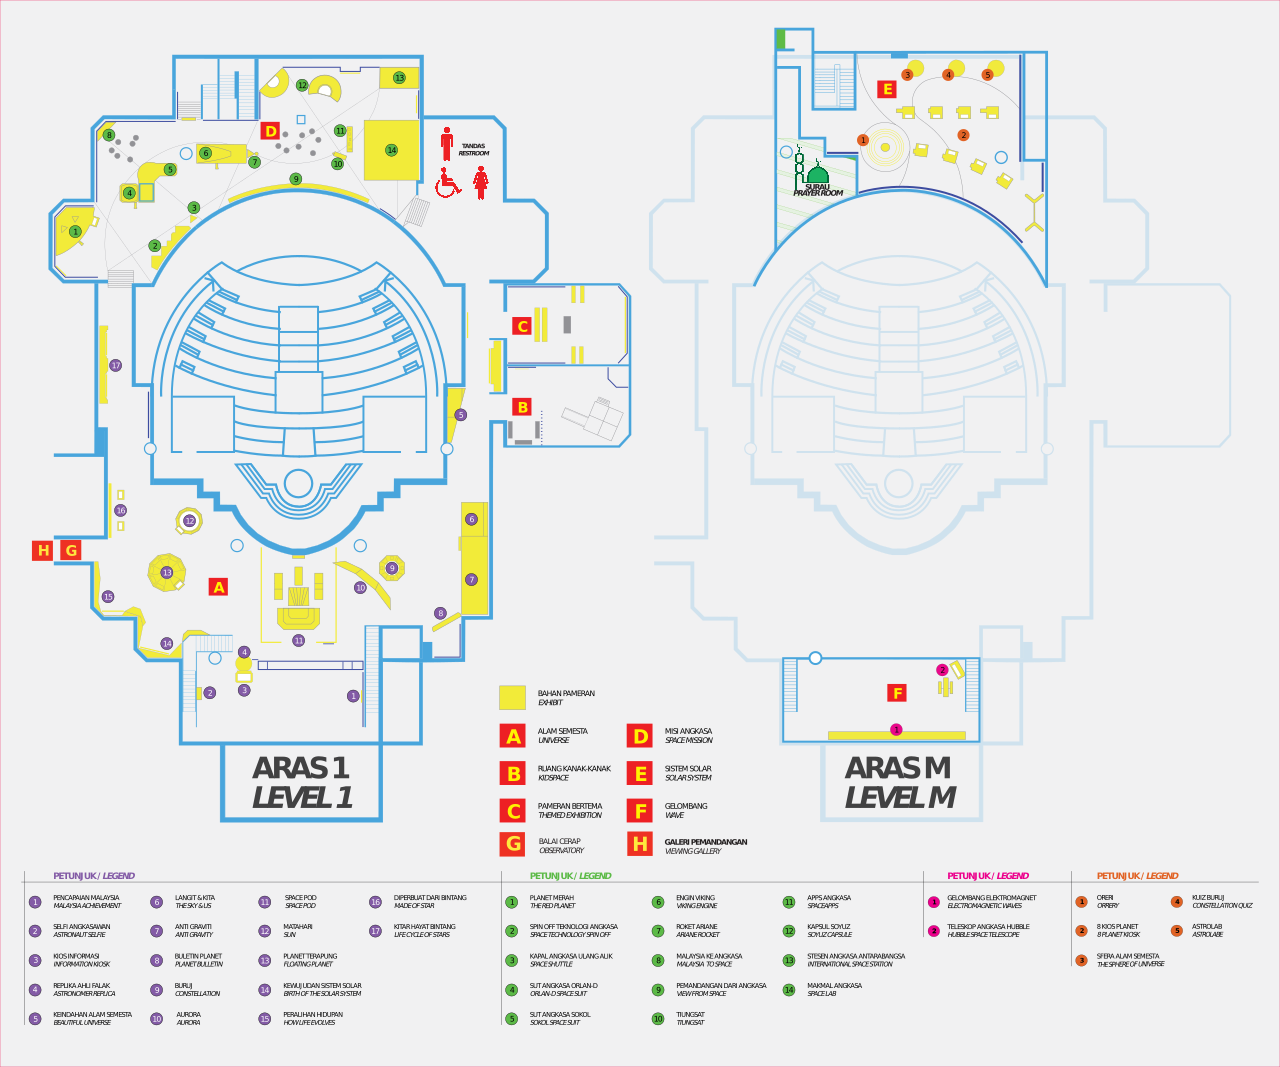 13
12
E
3
4
5
D
11
8
6
5
7
10
14
TANDAS
RESTROOM
1
2
9
4
3
1
2
SURAU
PRAYER ROOM
C
17
B
5
16
12
6
H
G
13
A
9
10
7
15
8
14
11
4
2
3
1
2
F
1
BAHAN PAMERAN
EXHIBIT
A
ALAM SEMESTA
UNIVERSE
D
MISI ANGKASA
SPACE MISSION
B
RUANG KANAK-KANAK
KIDSPACE
E
SISTEM SOLAR
SOLAR SYSTEM
C
PAMERAN BERTEMA
THEMED EXHIBITION
F
GELOMBANG
WAVE
G
BALAI CERAP
OBSERVATORY
H
GALERI PEMANDANGAN
VIEWING GALLERY
ARAS 1
LEVEL 1
ARAS M
LEVEL M
PETUNJUK / LEGEND
1
PENCAPAIAN MALAYSIA
MALAYSIA ACHIEVEMENT
2
SELFI ANGKASAWAN
ASTRONAUT SELFIE
3
KIOS INFORMASI
INFORMATION KIOSK
4
REPLIKA AHLI FALAK
ASTRONOMER REPLICA
5
KEINDAHAN ALAM SEMESTA
BEAUTIFUL UNIVERSE
6
LANGIT & KITA
THE SKY & US
7
ANTI GRAVITI
ANTI GRAVITY
8
BULETIN PLANET
PLANET BULLETIN
9
BURUJ
CONSTELLATION
10
AURORA
AURORA
11
SPACE POD
SPACE POD
12
MATAHARI
SUN
13
PLANET TERAPUNG
FLOATING PLANET
14
KEWUJUDAN SISTEM SOLAR
BIRTH OF THE SOLAR SYSTEM
15
PERALIHAN HIDUPAN
HOW LIFE EVOLVES
16
DIPERBUAT DARI BINTANG
MADE OF STAR
17
KITAR HAYAT BINTANG
LIFE CYCLE OF STARS
PETUNJUK / LEGEND
1
PLANET MERAH
THE RED PLANET
2
SPIN OFF TEKNOLOGI ANGKASA
SPACE TECHNOLOGY SPIN OFF
3
KAPAL ANGKASA ULANG ALIK
SPACE SHUTTLE
4
SUT ANGKASA ORLAN-D
ORLAN-D SPACE SUIT
5
SUT ANGKASA SOKOL
SOKOL SPACE SUIT
6
ENGIN VIKING
VIKING ENGINE
7
ROKET ARIANE
ARIANE ROCKET
8
MALAYSIA KE ANGKASA
MALAYSIA TO SPACE
9
PEMANDANGAN DARI ANGKASA
VIEW FROM SPACE
10
TIUNGSAT
TIUNGSAT
11
APPS ANGKASA
SPACE APPS
12
KAPSUL SOYUZ
SOYUZ CAPSULE
13
STESEN ANGKASA ANTARABANGSA
INTERNATIONAL SPACE STATION
14
MAKMAL ANGKASA
SPACE LAB
PETUNJUK / LEGEND
1
GELOMBANG ELEKTROMAGNET
ELECTROMAGNETIC WAVES
2
TELESKOP ANGKASA HUBBLE
HUBBLE SPACE TELESCOPE
PETUNJUK / LEGEND
1
ORERI
ORRERY
2
8 KIOS PLANET
8 PLANET KIOSK
3
SFERA ALAM SEMESTA
THE SPHERE OF UNIVERSE
4
KUIZ BURUJ
CONSTELLATION QUIZ
5
ASTROLAB
ASTROLABE